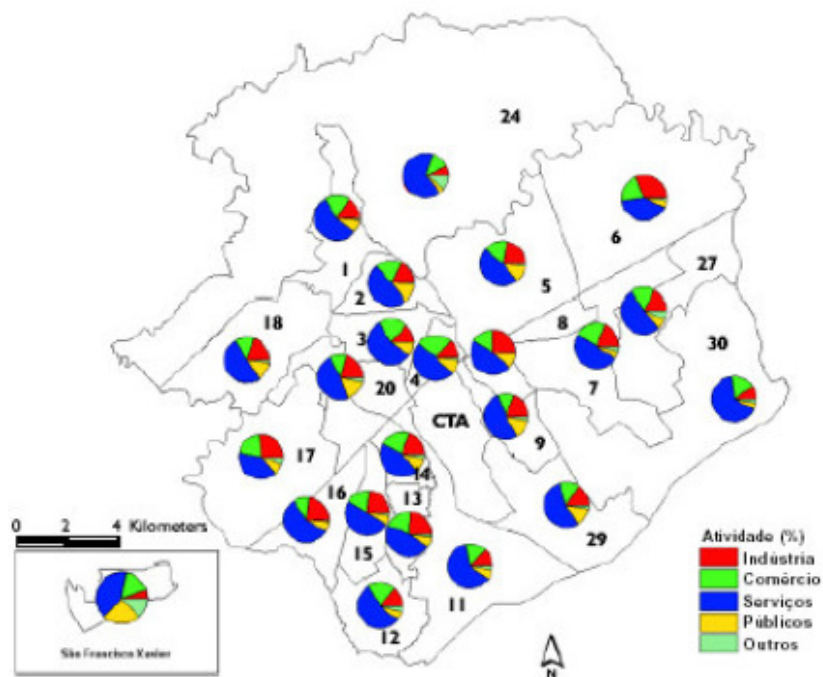 24
6
27
1
2
5
18
3
8
30
4
20
7
CTA
9
17
14
16
13
0 2 4 Kilometers
29
15
11
12
São Francisco Xavier
N
Atividade (%)
Indústria
Comércio
Serviços
Públicos
Outros